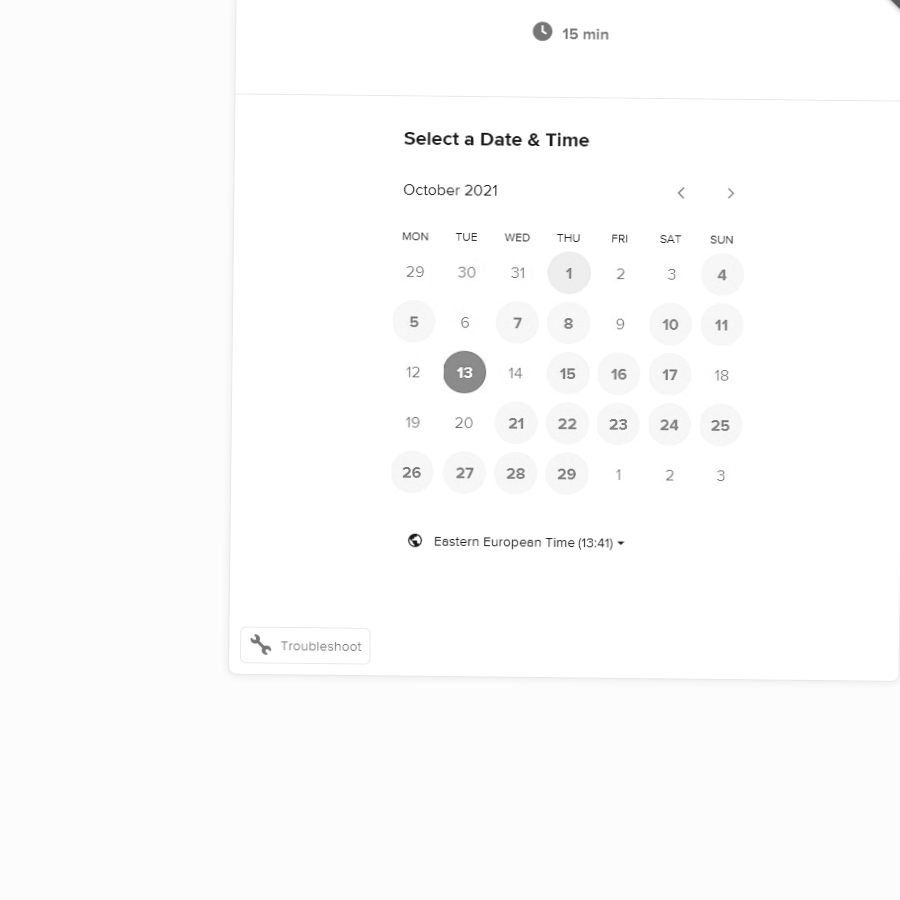 15 min
Select a Date & Time
October 2021
MON TUE WED THU FRI SAT SUN
29 30 31 1 2 3 4
5 6 7 8 9 10 11
12 13 14 15 16 17 18
19 20 21 22 23 24 25
26 27 28 29 1 2 3
Eastern European Time (13:41)
Troubleshoot